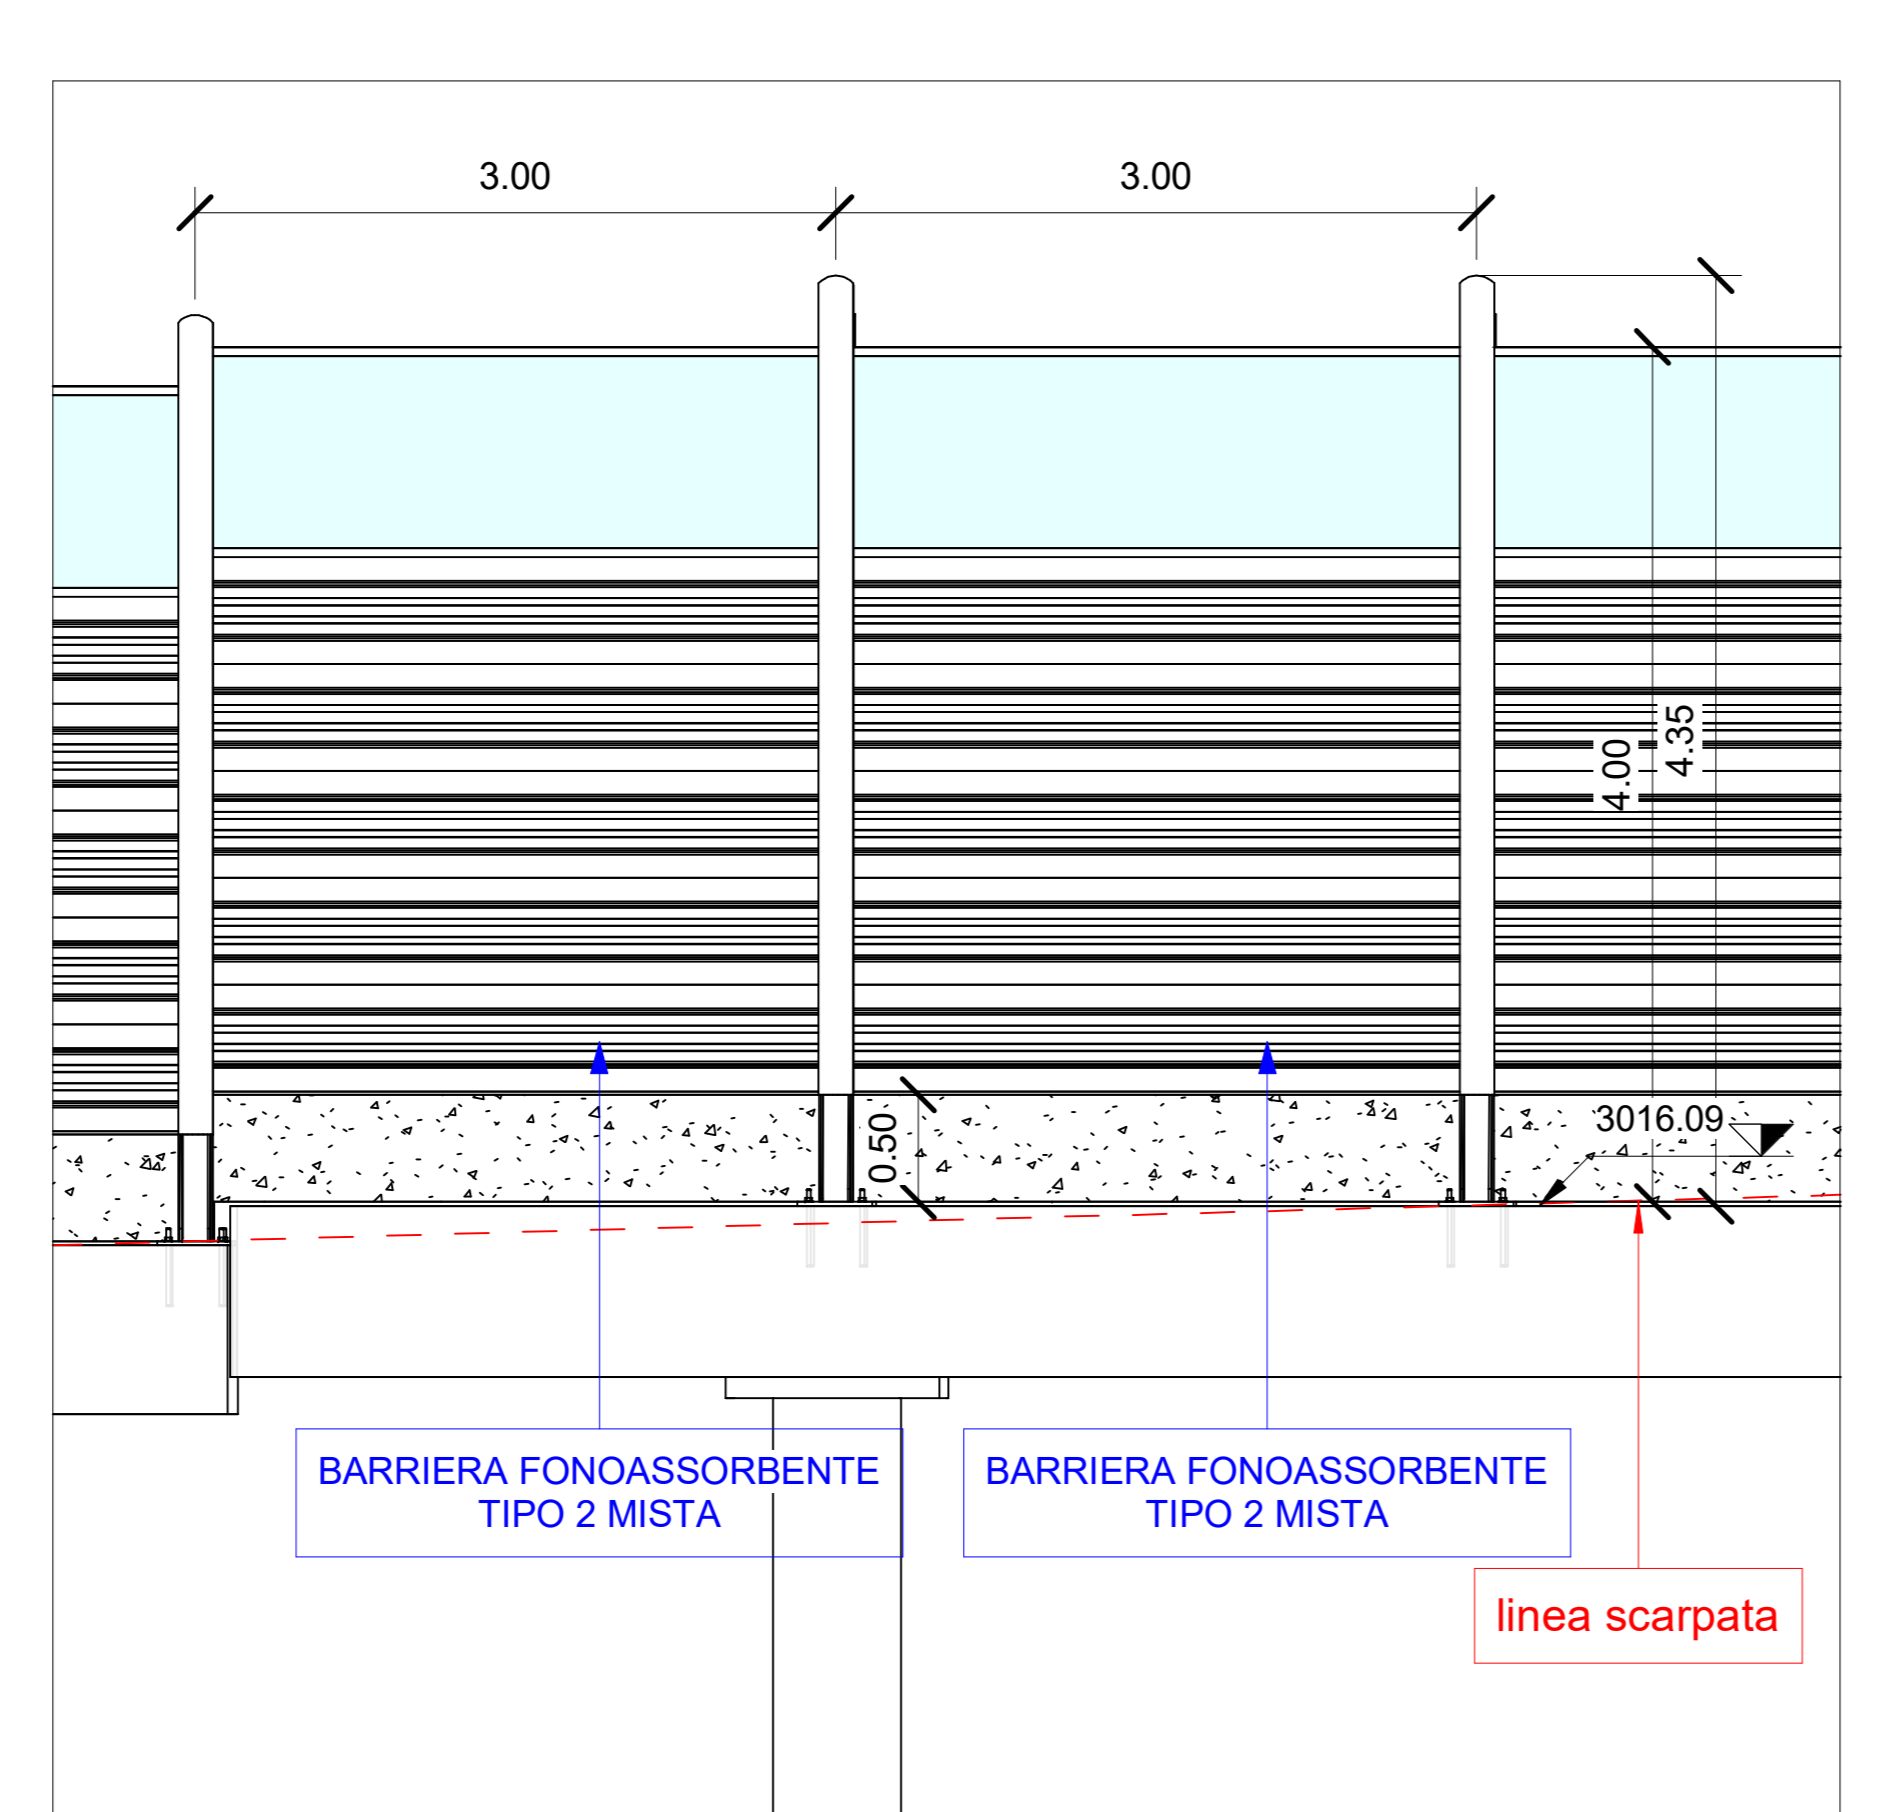 3.00
3.00
4.35
4.00
0.50
3016.09
BARRIERA FONOASSORBENTE
TIPO 2 MISTA
BARRIERA FONOASSORBENTE
TIPO 2 MISTA
linea scarpata